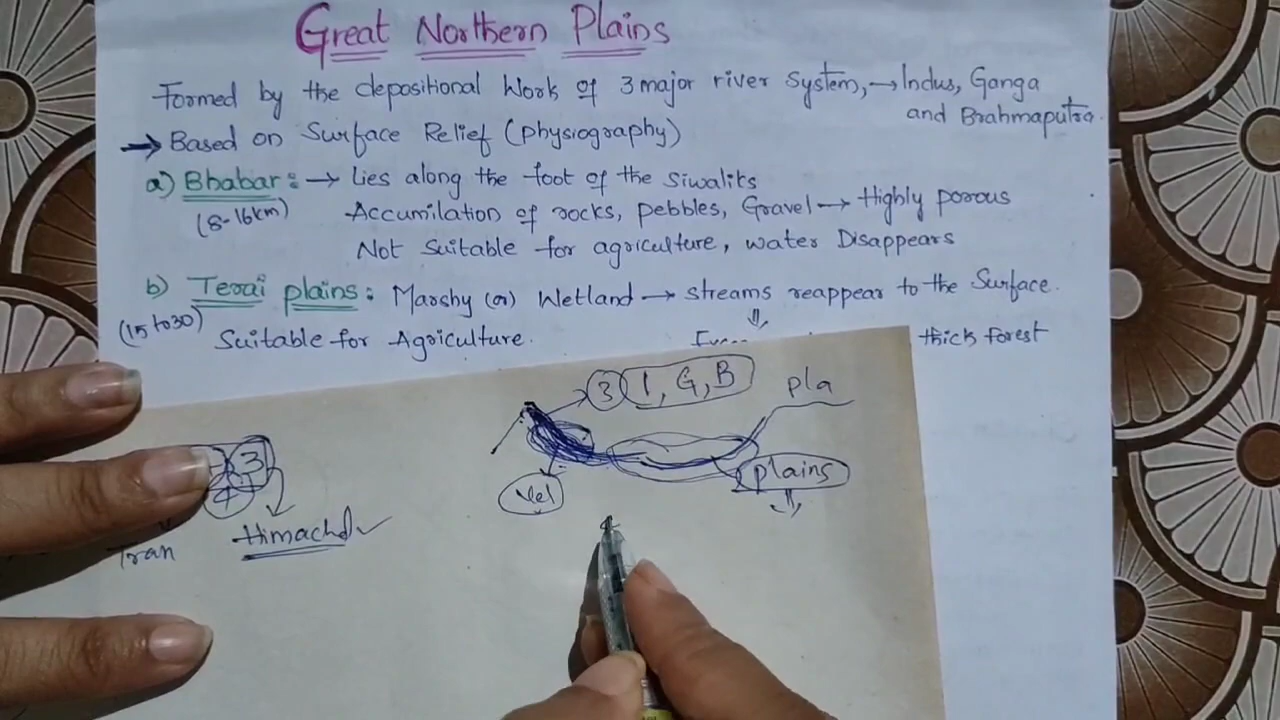 Great Northern Plains
Formed by the depositional work of 3 major river system, → Indus, Ganga
and Brahmaputra.
→ Based on Surface Relief (physiography)
a) Bhabar: → Lies along the foot of the Siwaliks
(8-16km) Accumilation of rocks, pebbles, Gravel → Highly porous
Not Suitable for agriculture, water Disappears
b) Terai plains: Marshy (or) Wetland → streams reappear to the Surface.
(15 to 30) Suitable for Agriculture. thick forest
3 I, G, B pla
3 plains
Himachal
Tran